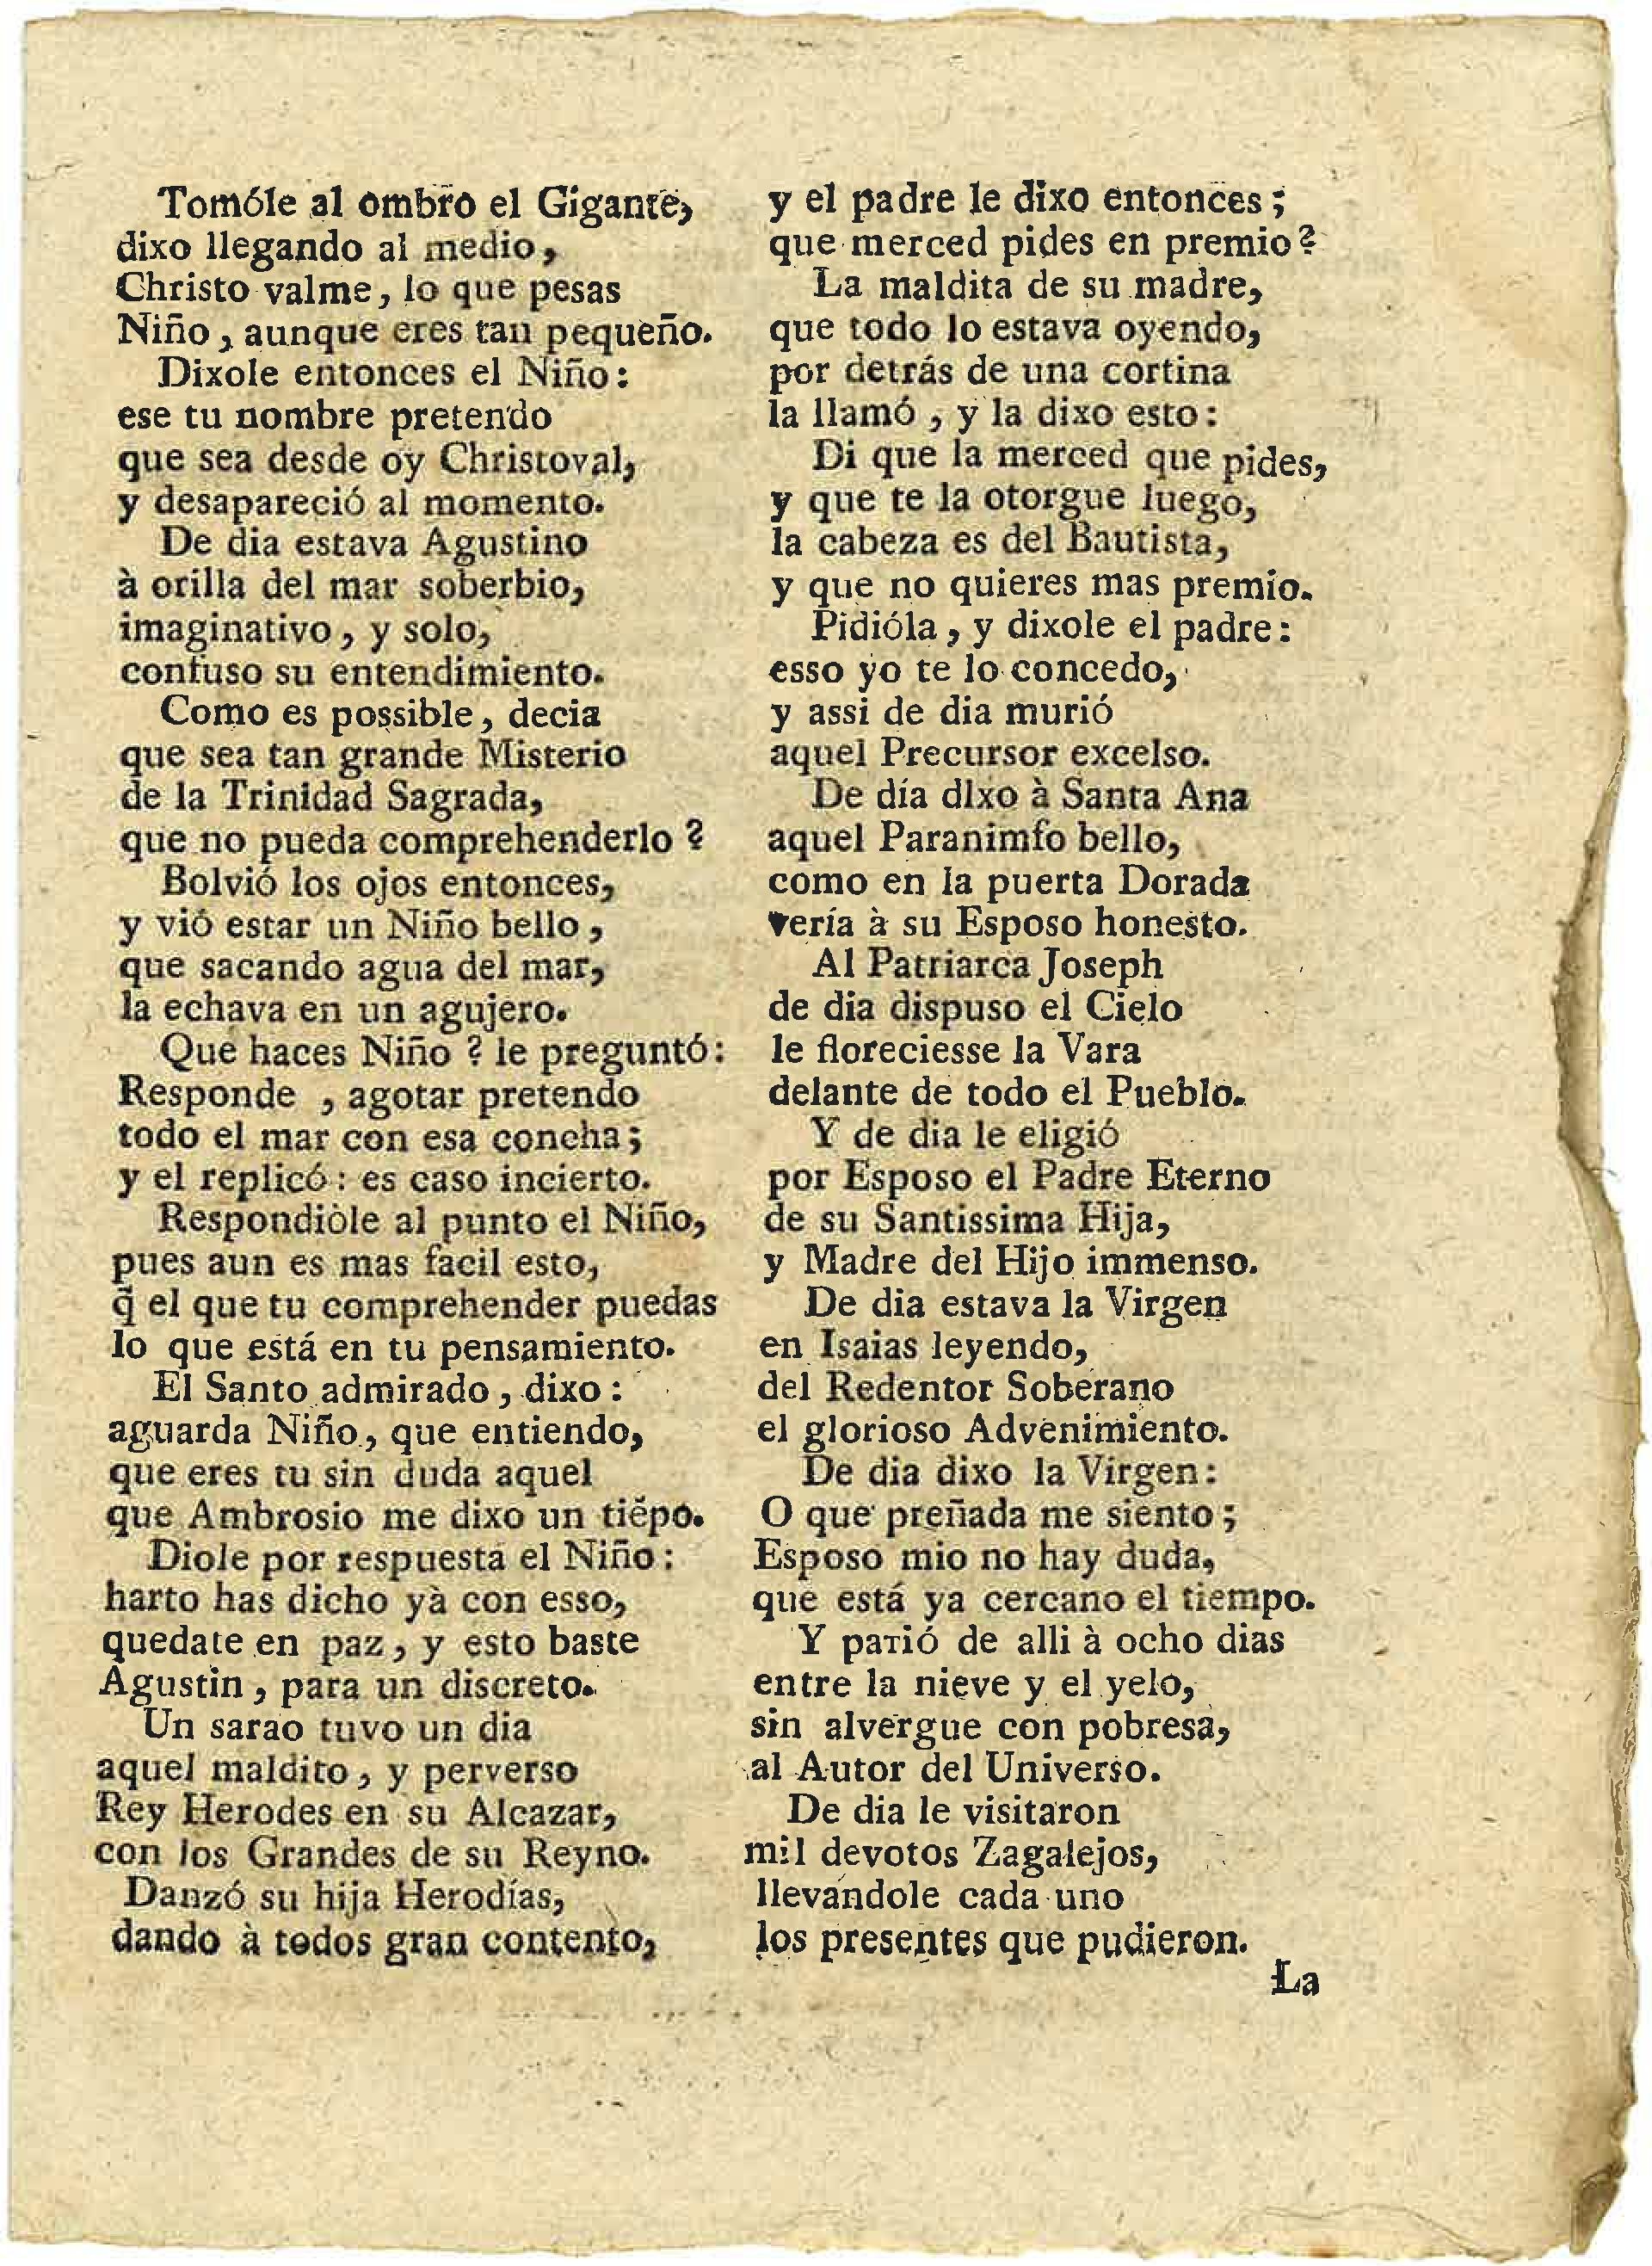 Tomóle al ombro el Gigante,
dixo llegando al medio,
Christo valme, lo que pesas
Niño, aunque eres tan pequeño.
Dixole entonces el Niño:
ese tu nombre pretendo
que sea desde oy Christoval,
y desapareció al momento.
De dia estava Agustino
à orilla del mar soberbio,
imaginativo, y solo,
confuso su entendimiento.
Como es possible, decia
que sea tan grande Misterio
de la Trinidad Sagrada,
que no pueda comprehenderlo?
Bolvió los ojos entonces,
y vió estar un Niño bello,
que sacando agua del mar,
la echava en un agujero.
Que haces Niño? le preguntó:
Responde, agotar pretendo
todo el mar con esa concha;
y el replicó: es caso incierto.
Respondiòle al punto el Niño,
pues aun es mas facil esto,
q̃ el que tu comprehender puedas
lo que está en tu pensamiento.
El Santo admirado, dixo:
aguarda Niño, que entiendo,
que eres tu sin duda aquel
que Ambrosio me dixo un tiẽpo.
Diole por respuesta el Niño:
harto has dicho yà con esso,
quedate en paz, y esto baste
Agustin, para un discreto.
Un sarao tuvo un dia
aquel maldito, y perverso
Rey Herodes en su Alcazar,
con los Grandes de su Reyno.
Danzó su hija Herodías,
dando à todos gran contento,
y el padre le dixo entonces;
que merced pides en premio?
La maldita de su madre,
que todo lo estava oyendo,
por detrás de una cortina
la llamó, y la dixo esto:
Di que la merced que pides,
y que te la otorgue luego,
la cabeza es del Bautista,
y que no quieres mas premio.
Pidióla, y dixole el padre:
esso yo te lo concedo,
y assi de dia murió
aquel Precursor excelso.
De día dixo à Santa Ana
aquel Paranimfo bello,
como en la puerta Dorada
vería à su Esposo honesto.
Al Patriarca Joseph
de dia dispuso el Cielo
le floreciesse la Vara
delante de todo el Pueblo.
Y de dia le eligió
por Esposo el Padre Eterno
de su Santissima Hija,
y Madre del Hijo immenso.
De dia estava la Virgen
en Isaias leyendo,
del Redentor Soberano
el glorioso Advenimiento.
De dia dixo la Virgen:
O que preñada me siento;
Esposo mio no hay duda,
que está ya cercano el tiempo.
Y parió de alli à ocho dias
entre la nieve y el yelo,
sin alvergue con pobresa,
al Autor del Universo.
De dia le visitaron
mil devotos Zagalejos,
llevandole cada uno
los presentes que pudieron.
La